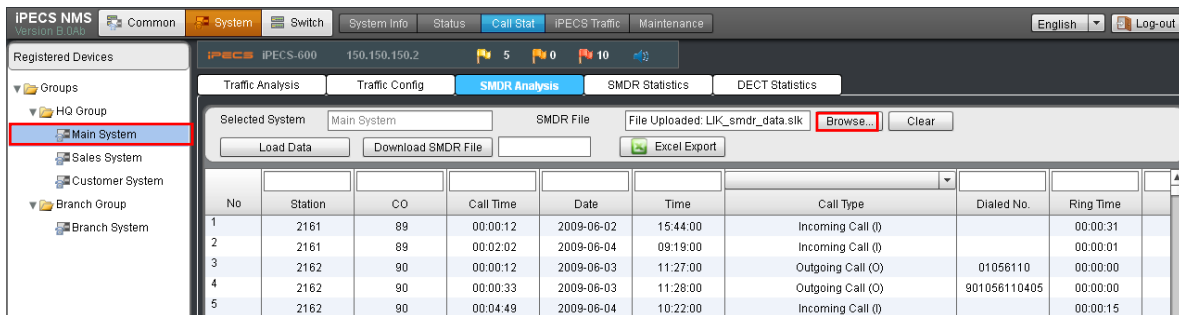 iPECS NMS Common System Switch System Info Status Call Stat iPECS Traffic Maintenance English Log-out
Version B.0Ab
Registered Devices iPECS iPECS-600 150.150.150.2 5 0 10
Groups Traffic Analysis Traffic Config SMDR Analysis SMDR Statistics DECT Statistics
HQ Group
Main System Selected System Main System SMDR File File Uploaded: LIK_smdr_data.slk Browse... Clear
Sales System Load Data Download SMDR File Excel Export
Customer System
Branch Group No Station CO Call Time Date Time Call Type Dialed No. Ring Time
Branch System 1 2161 89 00:00:12 2009-06-02 15:44:00 Incoming Call (I) 00:00:31
2 2161 89 00:02:02 2009-06-04 09:19:00 Incoming Call (I) 00:00:01
3 2162 90 00:00:12 2009-06-03 11:27:00 Outgoing Call (O) 01056110 00:00:00
4 2162 90 00:00:33 2009-06-03 11:28:00 Outgoing Call (O) 901056110405 00:00:00
5 2162 90 00:04:49 2009-06-04 10:22:00 Incoming Call (I) 00:00:15